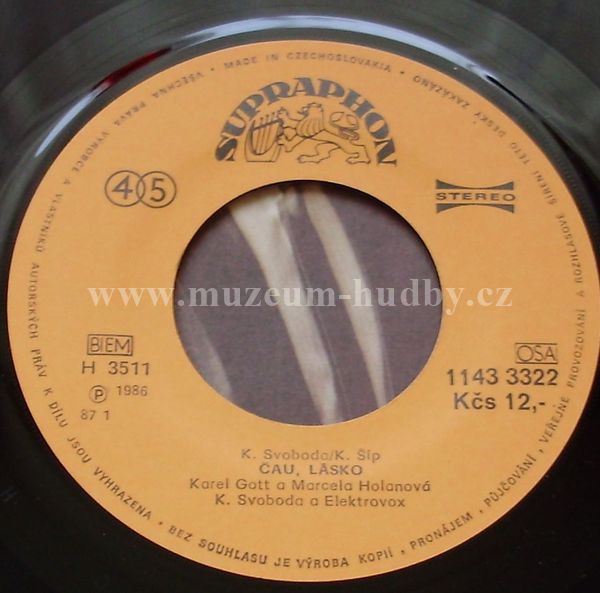 VŠECHNA PRÁVA VÝROBCE A VLASTNÍKŮ AUTORSKÝCH PRÁV K DÍLU JSOU VYHRAZENA • BEZ SOUHLASU JE VÝROBA KOPIÍ, PRONÁJEM, PŮJČOVÁNÍ, VEŘEJNÉ PROVOZOVÁNÍ A ROZHLASOVÉ ŠÍŘENÍ TÉTO DESKY ZAKÁZÁNO • MADE IN CZECHOSLOVAKIA •
SUPRAPHON
45
STEREO
www.muzeum-hudby.cz
BIEM
H 3511
Ⓟ 1986
87 1
OSA
1143 3322
Kčs 12,-
K. Svoboda/K. Šíp
ČAU, LÁSKO
Karel Gott a Marcela Holanová
K. Svoboda a Elektrovox